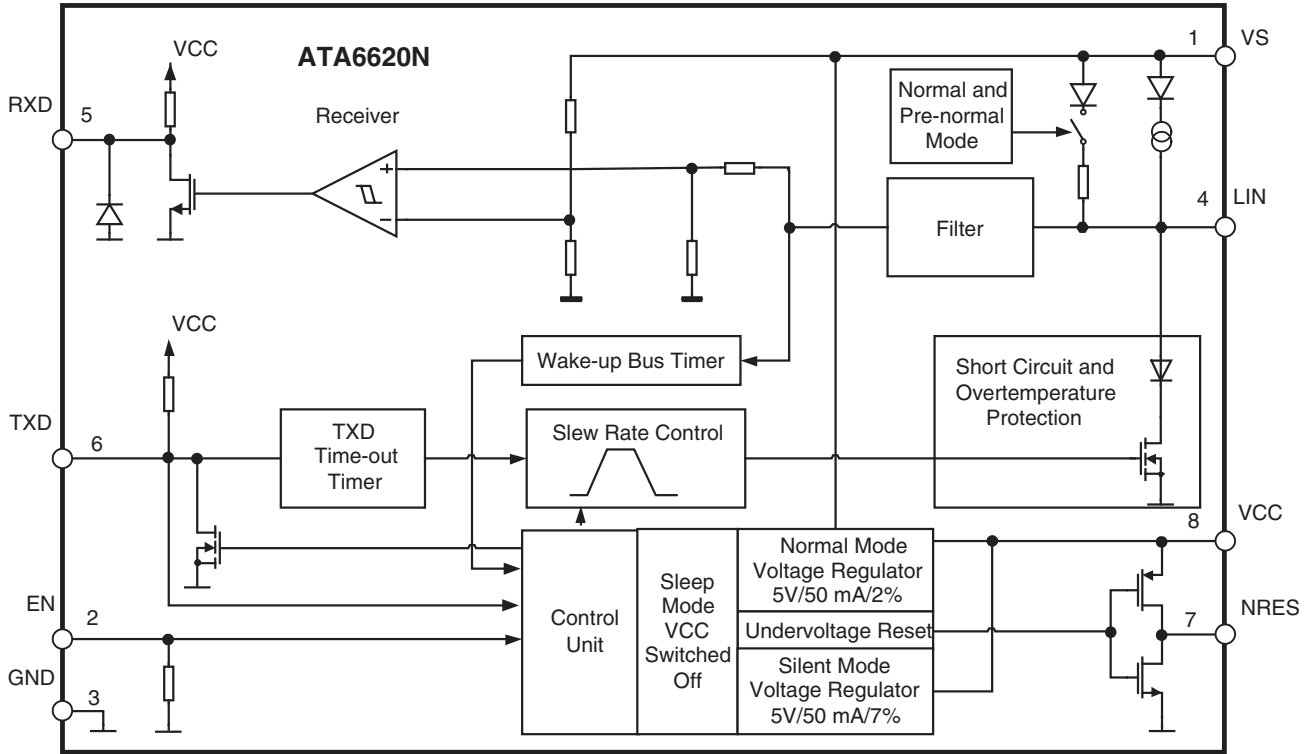 VCC
ATA6620N
1
VS
RXD
5
Receiver
Normal and
Pre-normal
Mode
+
−
4
LIN
Filter
VCC
Wake-up Bus Timer
Short Circuit and
Overtemperature
Protection
TXD
6
TXD
Time-out
Timer
Slew Rate Control
8
VCC
Normal Mode
Voltage Regulator
5V/50 mA/2%
Sleep
Mode
VCC
Switched
Off
Control
Unit
EN
2
Undervoltage Reset
7
NRES
GND
3
Silent Mode
Voltage Regulator
5V/50 mA/7%